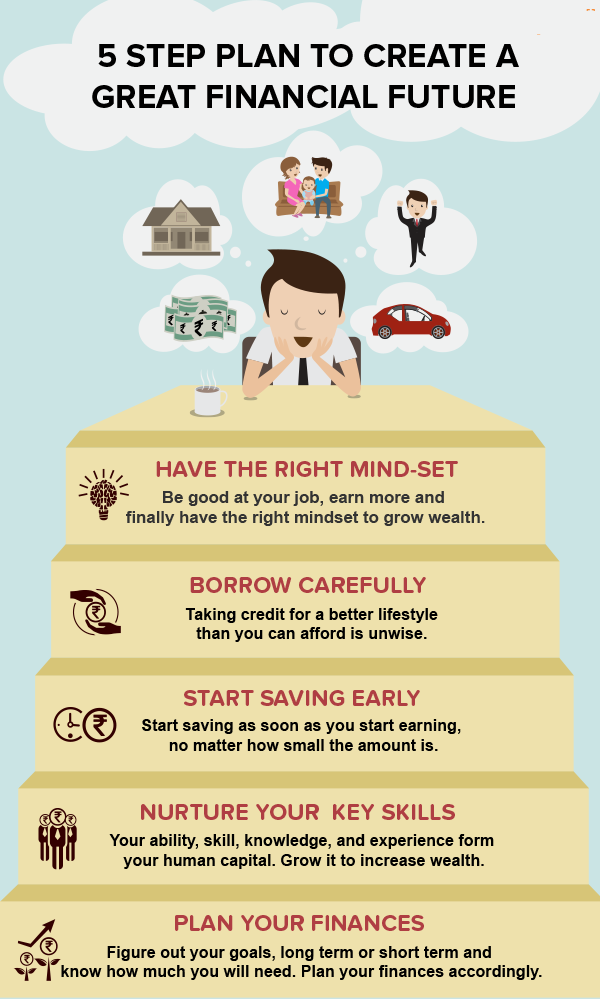 5 STEP PLAN TO CREATE A
GREAT FINANCIAL FUTURE
HAVE THE RIGHT MIND-SET
Be good at your job, earn more and
finally have the right mindset to grow wealth.
BORROW CAREFULLY
Taking credit for a better lifestyle
than you can afford is unwise.
START SAVING EARLY
Start saving as soon as you start earning,
no matter how small the amount is.
NURTURE YOUR KEY SKILLS
Your ability, skill, knowledge, and experience form
your human capital. Grow it to increase wealth.
PLAN YOUR FINANCES
Figure out your goals, long term or short term and
know how much you will need. Plan your finances accordingly.